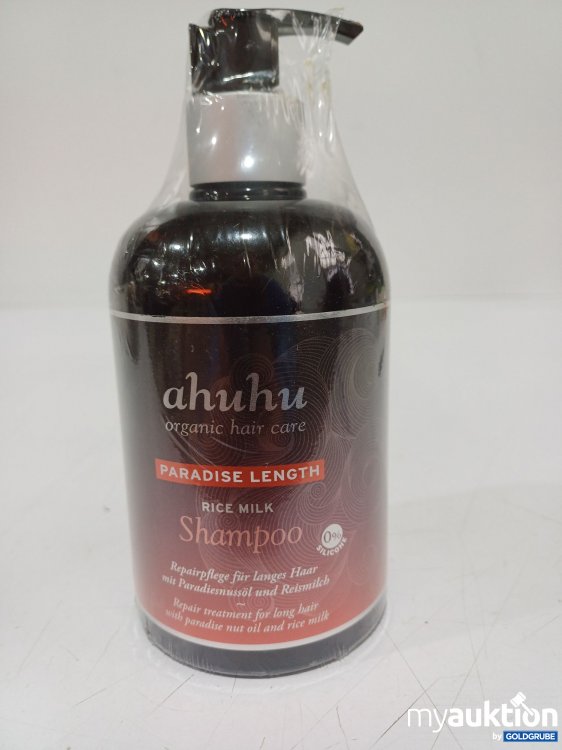 ahuhu
organic hair care
PARADISE LENGTH
RICE MILK
Shampoo
0%
SILICONE
Repairpflege für langes Haar
mit Paradiesnussöl und Reismilch
~
Repair treatment for long hair
with paradise nut oil and rice milk
myauktion
by GOLDGRUBE